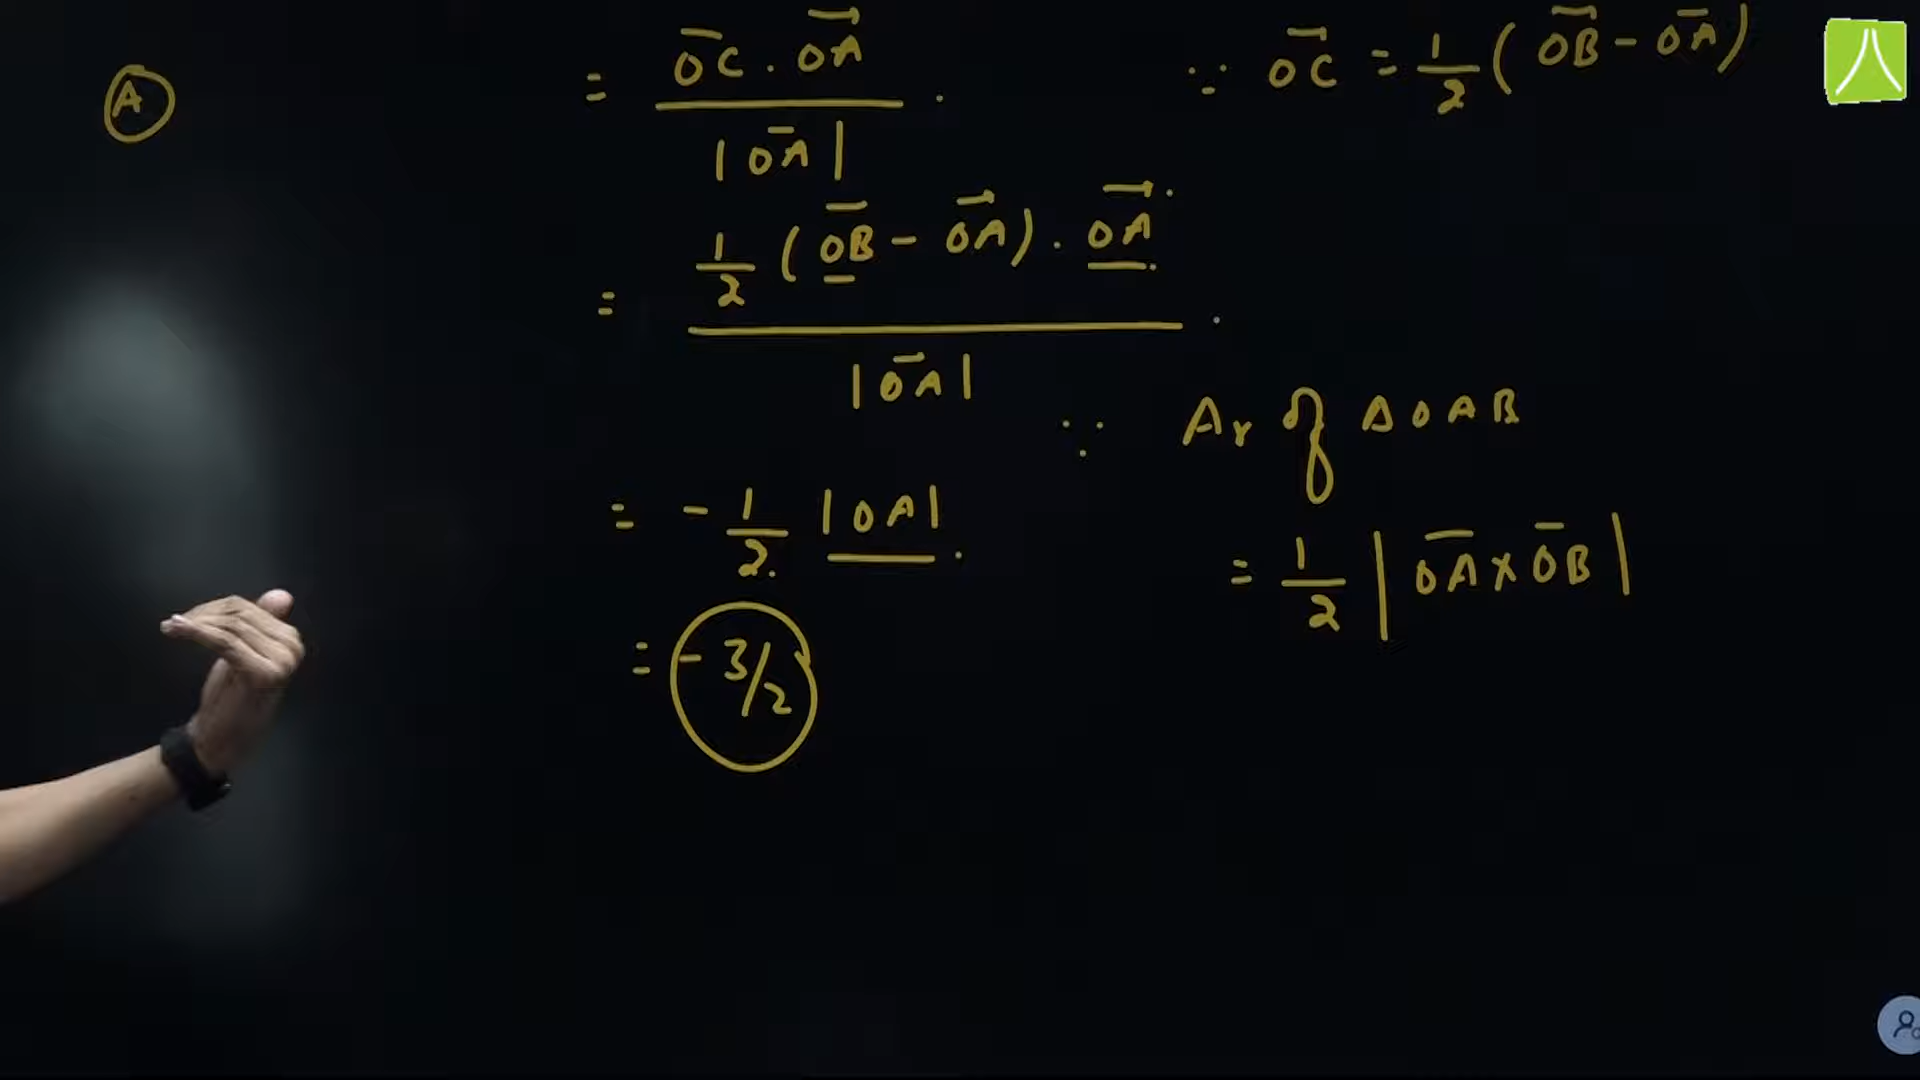 (A)
= (OC . OA) / |OA| .
∵ OC = 1/2 (OB - OA)
= (1/2 (OB - OA) . OA .) / |OA| .
∵ Ar of Δ OAB
= - 1/2 |OA| .
= 1/2 | OA × OB |
= - 3/2